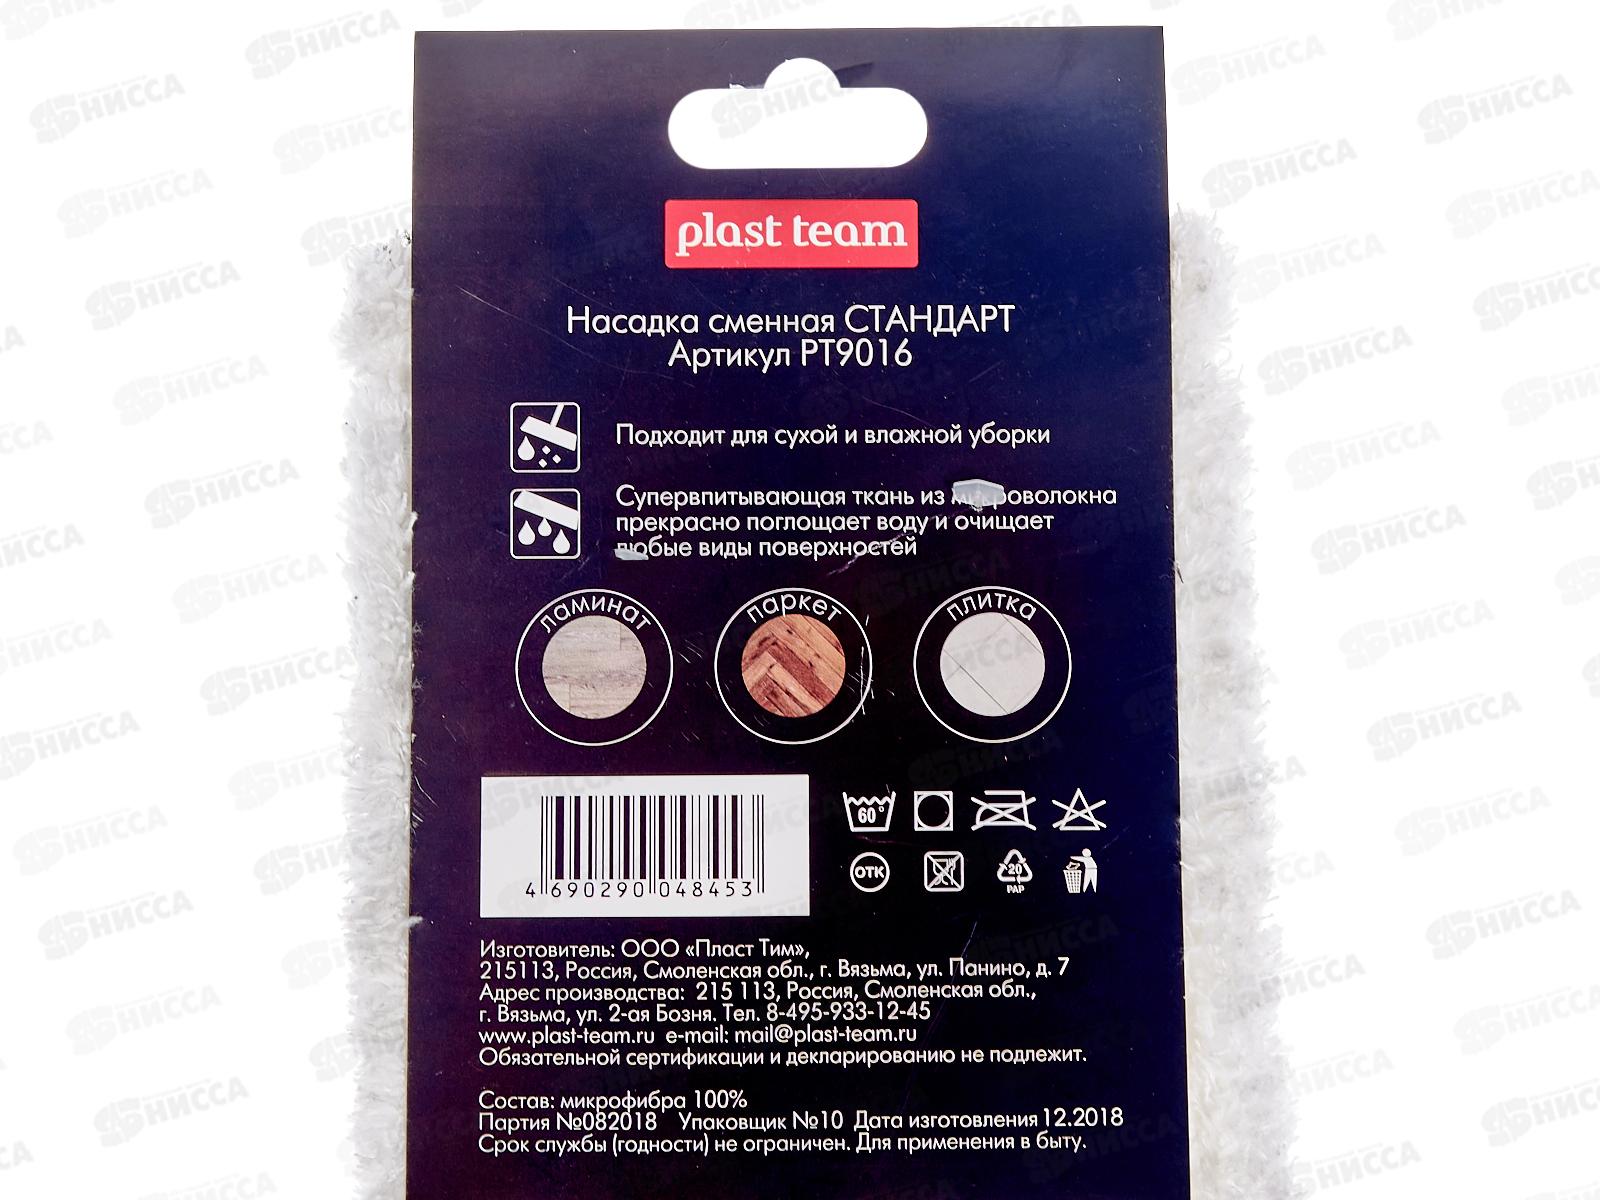 plast team
Насадка сменная СТАНДАРТ
Артикул РТ9016
Подходит для сухой и влажной уборки
Супервпитывающая ткань из микроволокна
прекрасно поглощает воду и очищает
любые виды поверхностей
ламинат
паркет
плитка
60°
4 690290 048453
ОТК
20
PAP
Изготовитель: ООО «Пласт Тим»,
215113, Россия, Смоленская обл., г. Вязьма, ул. Панино, д. 7
Адрес производства: 215 113, Россия, Смоленская обл.,
г. Вязьма, ул. 2-ая Бозня. Тел. 8-495-933-12-45
www.plast-team.ru e-mail: mail@plast-team.ru
Обязательной сертификации и декларированию не подлежит.
Состав: микрофибра 100%
Партия №082018 Упаковщик №10 Дата изготовления 12.2018
Срок службы (годности) не ограничен. Для применения в быту.
НИССА